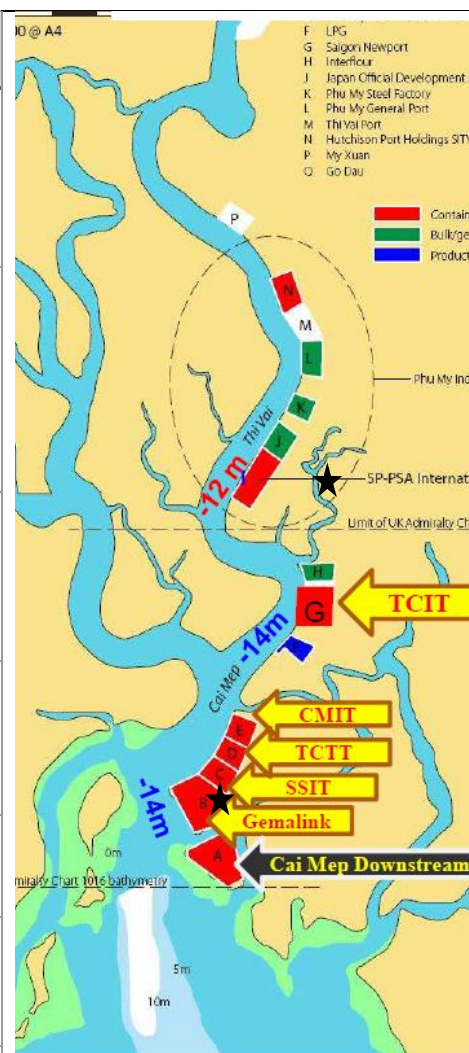 00 @ A4
F LPG
G Saigon Newport
H Interflour
J Japan Official Development
K Phu My Steel Factory
L Phu My General Port
M Thi Vai Port
N Hutchison Port Holdings SITV
P My Xuan
Q Go Dau
Contain
Bulk/ge
Product
P
N
M
L
Phu My Ind
K
Thi Vai
J
-12 m
SP-PSA Internat
Limit of UK Admiralty Ch
H
G
TCIT
-14m
Cai Mep
CMIT
E
TCTT
D
C
SSIT
B
-14m
Gemalink
A
0m
Cai Mep Downstream
miralty Chart 1016 bathymetry
5m
10m